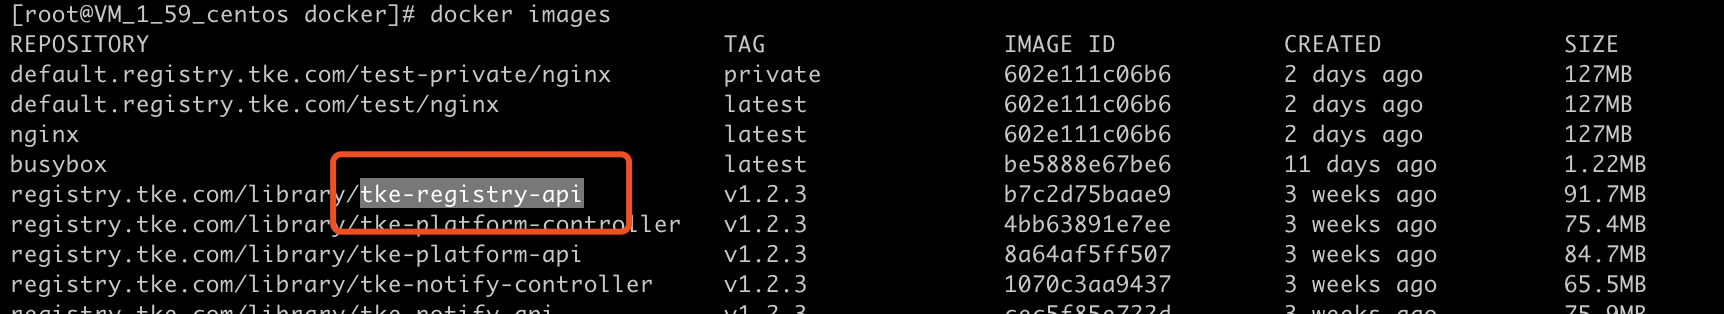 [root@VM_1_59_centos docker]# docker images
REPOSITORY TAG IMAGE ID CREATED SIZE
default.registry.tke.com/test-private/nginx private 602e111c06b6 2 days ago 127MB
default.registry.tke.com/test/nginx latest 602e111c06b6 2 days ago 127MB
nginx latest 602e111c06b6 2 days ago 127MB
busybox latest be5888e67be6 11 days ago 1.22MB
registry.tke.com/library/tke-registry-api v1.2.3 b7c2d75baae9 3 weeks ago 91.7MB
registry.tke.com/library/tke-platform-controller v1.2.3 4bb63891e7ee 3 weeks ago 75.4MB
registry.tke.com/library/tke-platform-api v1.2.3 8a64af5ff507 3 weeks ago 84.7MB
registry.tke.com/library/tke-notify-controller v1.2.3 1070c3aa9437 3 weeks ago 65.5MB
registry.tke.com/library/tke-notify-api v1.2.3 3 weeks ago 75.9MB